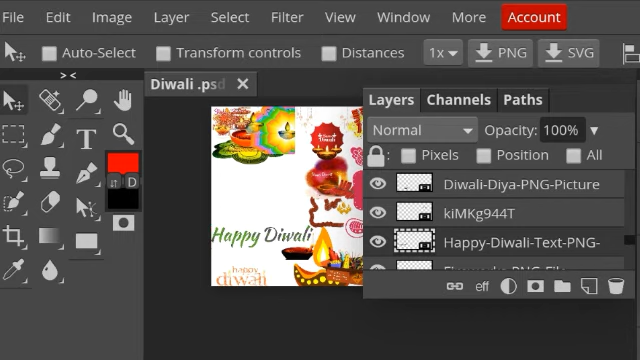 File Edit Image Layer Select Filter View Window More Account
Auto-Select Transform controls Distances 1x PNG SVG
> <
Diwali .psd
Layers Channels Paths
Normal Opacity: 100%
Pixels Position All
Diwali-Diya-PNG-Picture
kiMKg944T
Happy-Diwali-Text-PNG-
T
D
Happy Diwali
happy
diwali
eff